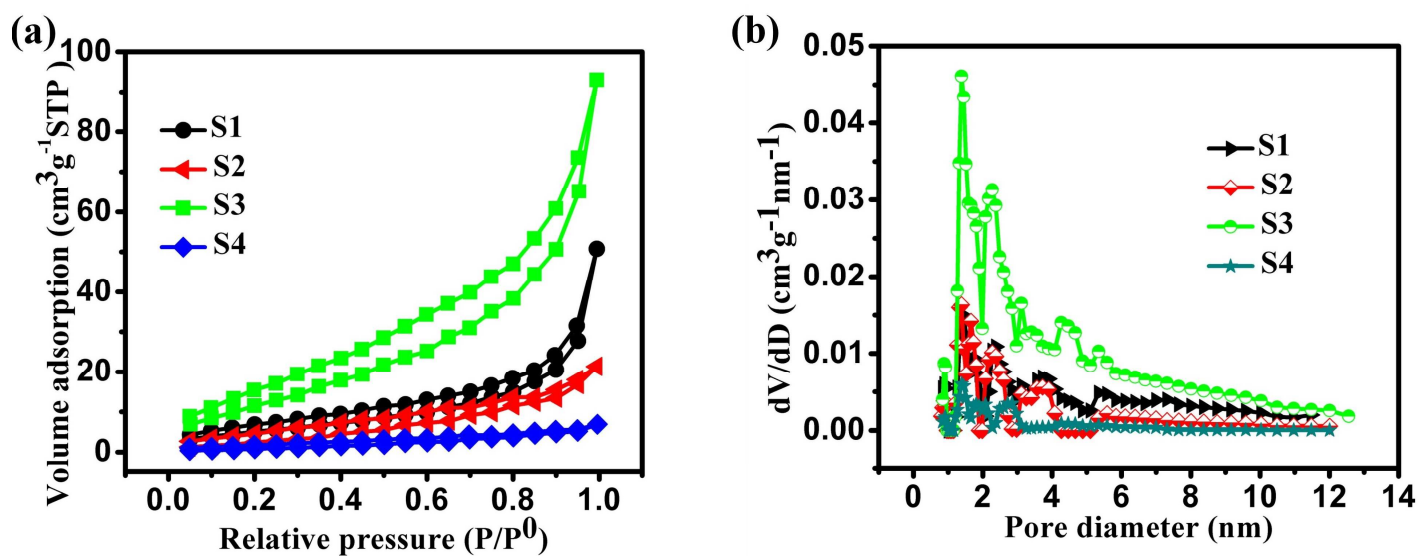 (a)
Volume adsorption (cm³g⁻¹STP)
100
80
60
40
20
0
S1
S2
S3
S4
0.0 0.2 0.4 0.6 0.8 1.0
Relative pressure (P/P⁰)
(b)
dV/dD (cm³g⁻¹nm⁻¹)
0.05
0.04
0.03
0.02
0.01
0.00
S1
S2
S3
S4
0 2 4 6 8 10 12 14
Pore diameter (nm)